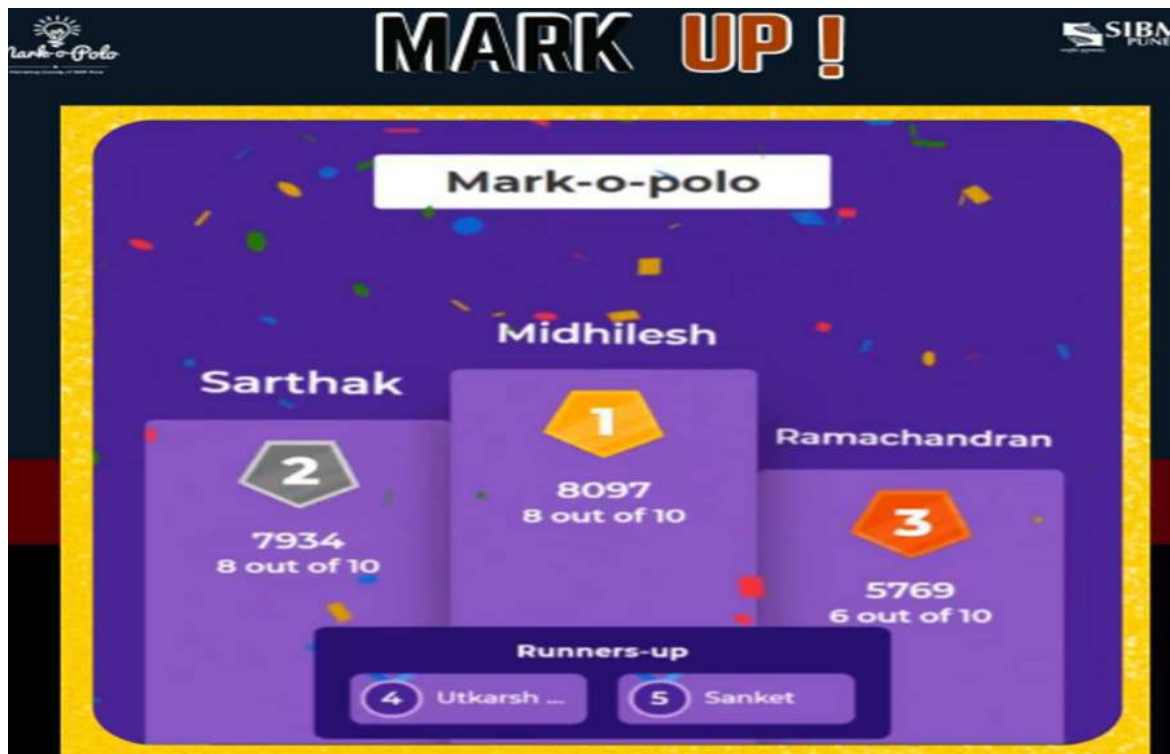 Mark-o-Polo
MARK UP !
SIBM
PUNE
Mark-o-polo
Midhilesh
Sarthak
Ramachandran
1
2
3
8097
8 out of 10
7934
8 out of 10
5769
6 out of 10
Runners-up
4 Utkarsh ...
5 Sanket